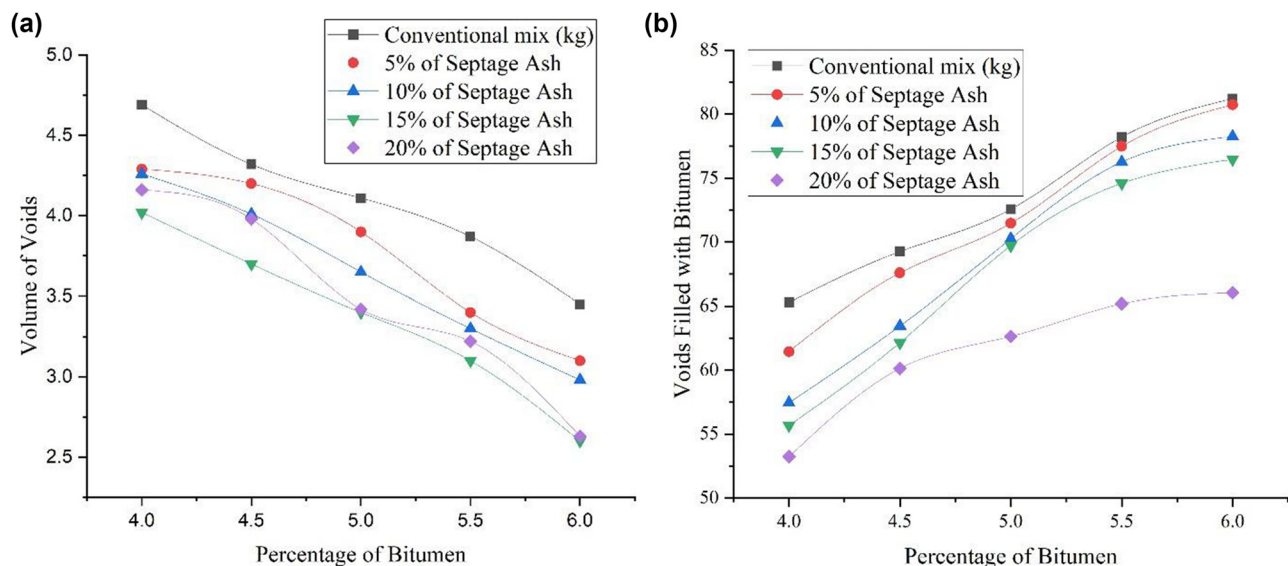 (a)
Conventional mix (kg)
5% of Septage Ash
10% of Septage Ash
15% of Septage Ash
20% of Septage Ash
5.0
4.5
4.0
3.5
3.0
2.5
Volume of Voids
4.0 4.5 5.0 5.5 6.0
Percentage of Bitumen
(b)
Conventional mix (kg)
5% of Septage Ash
10% of Septage Ash
15% of Septage Ash
20% of Septage Ash
85
80
75
70
65
60
55
50
Voids Filled with Bitumen
4.0 4.5 5.0 5.5 6.0
Percentage of Bitumen